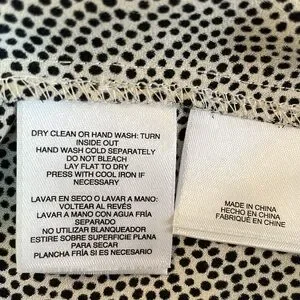 DRY CLEAN OR HAND WASH: TURN
INSIDE OUT
HAND WASH COLD SEPARATELY
DO NOT BLEACH
LAY FLAT TO DRY
PRESS WITH COOL IRON IF
NECESSARY
LAVAR EN SECO O LAVAR A MANO:
VOLTEAR AL REVÉS
LAVAR A MANO CON AGUA FRÍA
SEPARADO
NO UTILIZAR BLANQUEADOR
ESTIRE SOBRE SUPERFICIE PLANA
PARA SECAR
PLANCHA FRÍA SI ES NECESARIO
MADE IN CHINA
HECHO EN CHINA
FABRIQUÉ EN CHINE